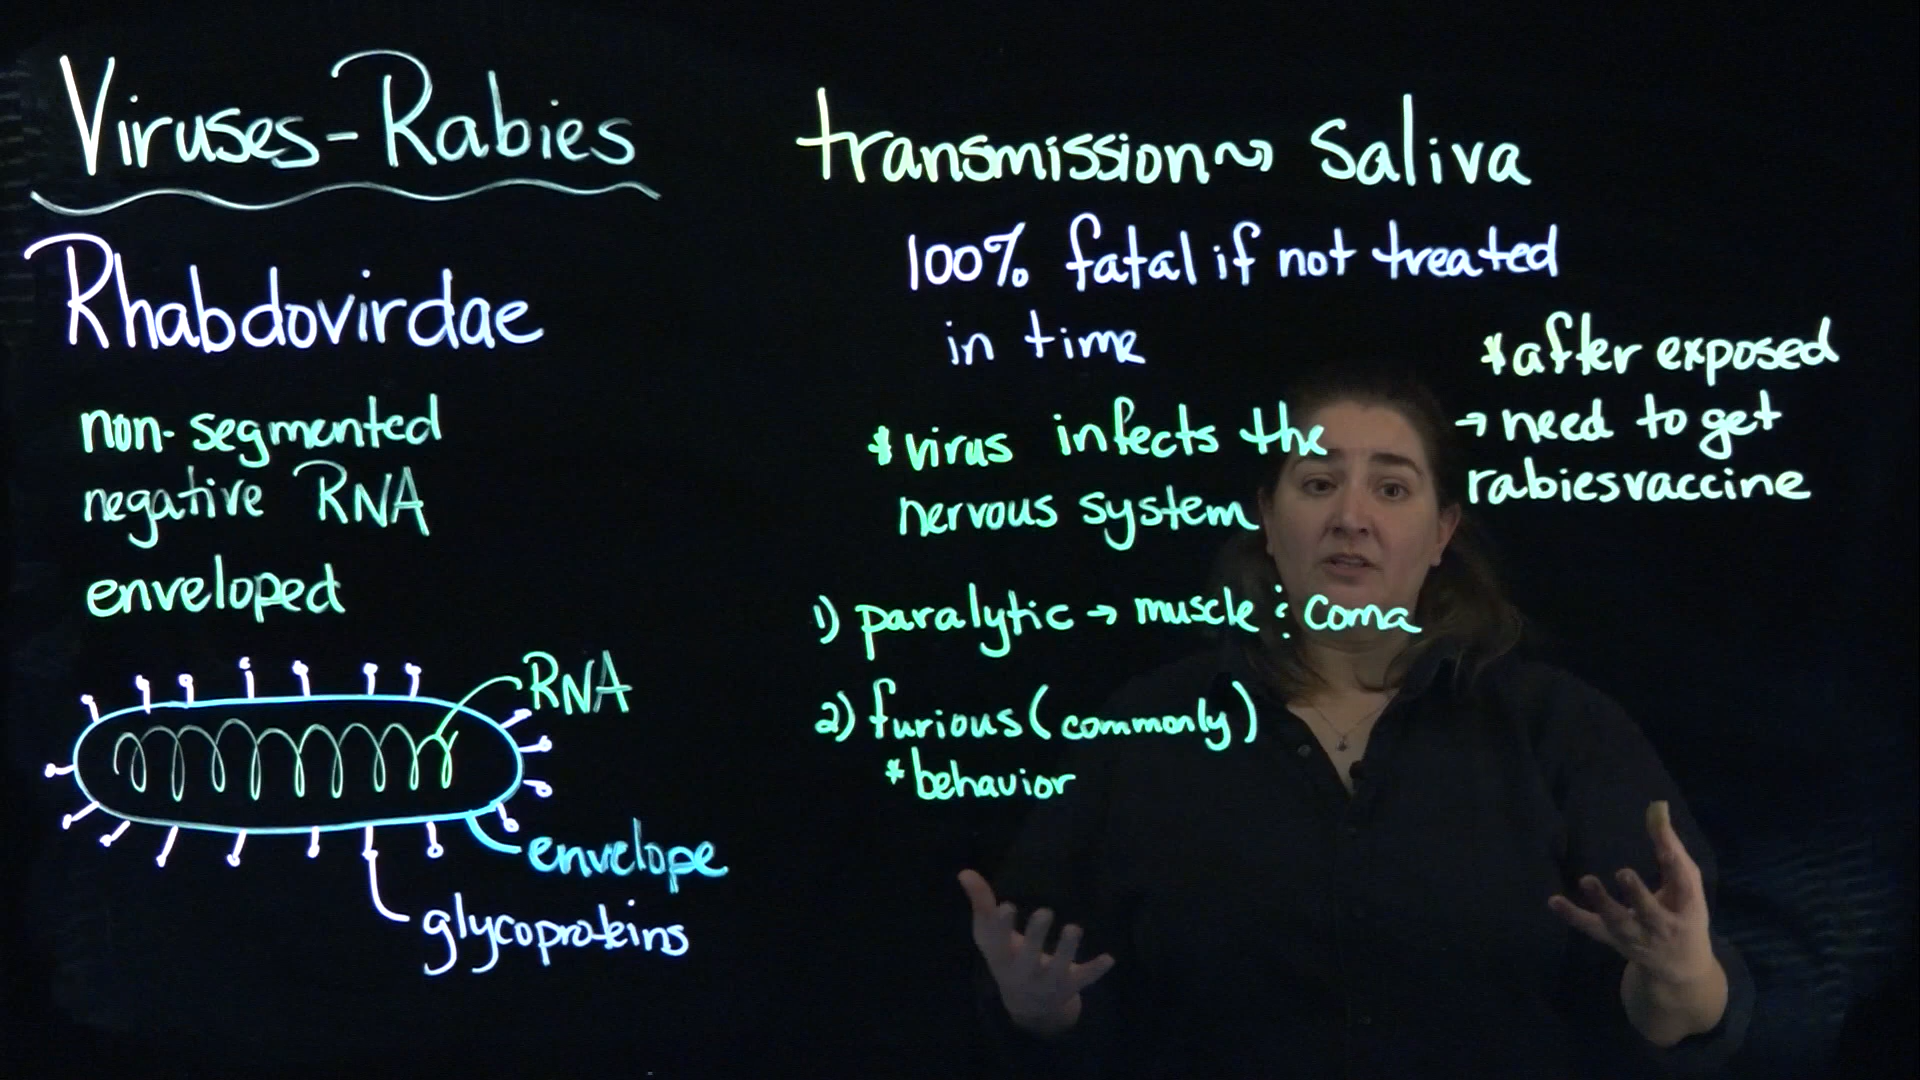 Viruses-Rabies
Rhabdovirdae
non-segmented
negative RNA
enveloped
RNA
envelope
glycoproteins
transmission⤳ Saliva
100% fatal if not treated
in time
*virus infects the
nervous system
1) paralytic → muscle & coma
2) furious (commonly)
*behavior
*after exposed
→ need to get
rabies vaccine